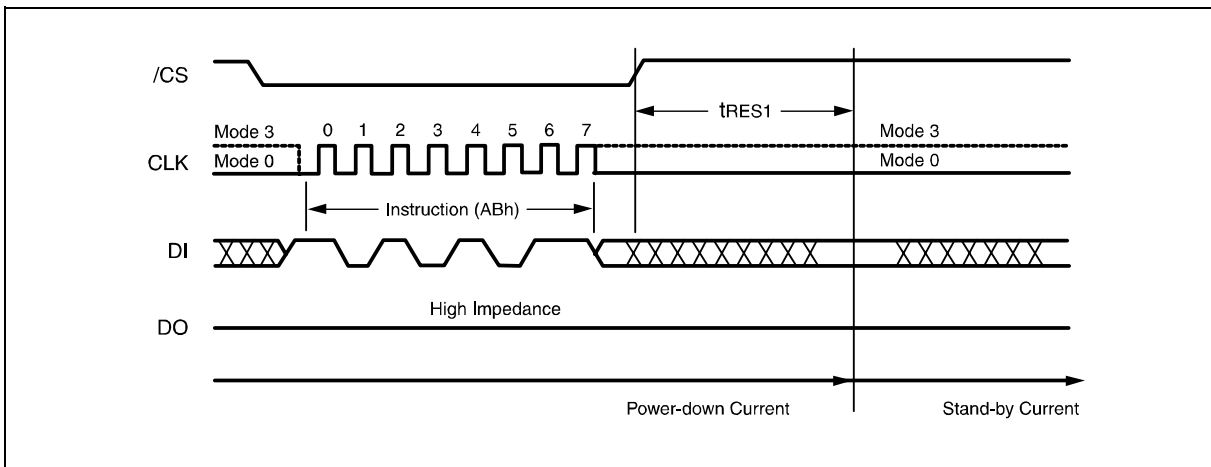 /CS
tRES1
Mode 3 0 1 2 3 4 5 6 7 Mode 3
CLK
Mode 0 Mode 0
Instruction (ABh)
DI
High Impedance
DO
Power-down Current Stand-by Current